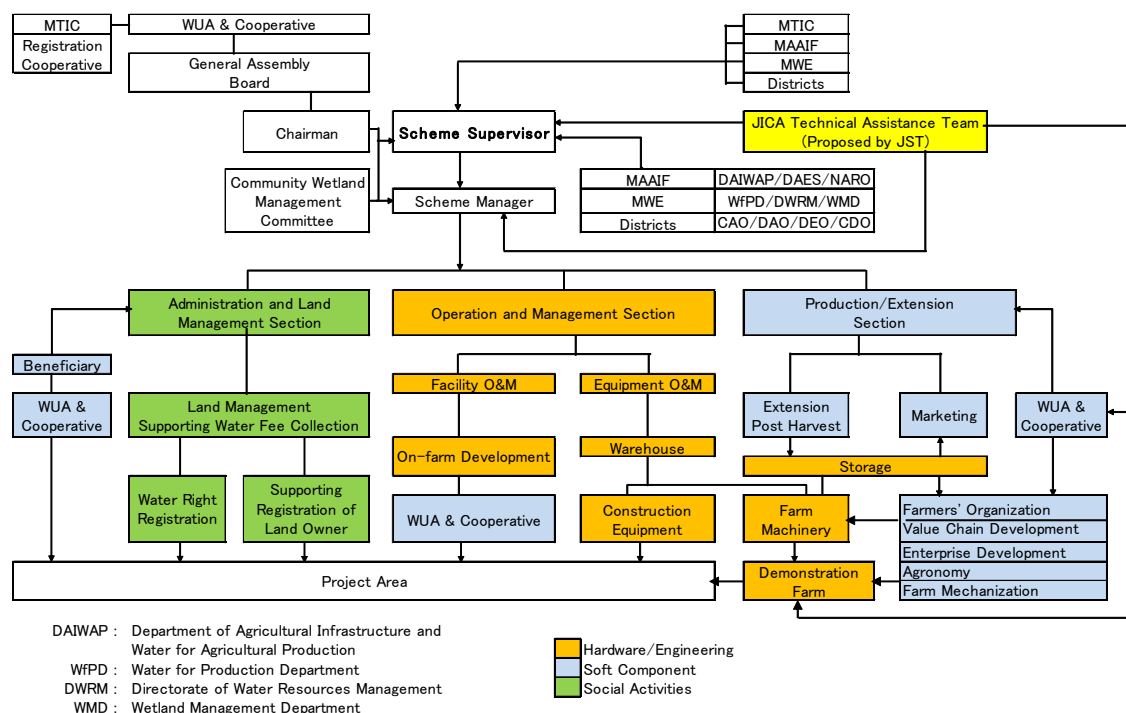 MTIC
Registration
Cooperative
WUA & Cooperative
General Assembly
Board
MTIC
MAAIF
MWE
Districts
Chairman
Scheme Supervisor
JICA Technical Assistance Team
(Proposed by JST)
Community Wetland
Management
Committee
Scheme Manager
MAAIF DAIWAP/DAES/NARO
MWE WfPD/DWRM/WMD
Districts CAO/DAO/DEO/CDO
Administration and Land
Management Section
Operation and Management Section
Production/Extension
Section
Beneficiary
WUA &
Cooperative
Land Management
Supporting Water Fee Collection
Water Right
Registration
Supporting
Registration of
Land Owner
Facility O&M
Equipment O&M
On-farm Development
Warehouse
WUA & Cooperative
Construction
Equipment
Extension
Post Harvest
Marketing
WUA &
Cooperative
Storage
Farm
Machinery
Farmers' Organization
Value Chain Development
Enterprise Development
Agronomy
Farm Mechanization
Demonstration
Farm
Project Area
DAIWAP : Department of Agricultural Infrastructure and
Water for Agricultural Production
WfPD : Water for Production Department
DWRM : Directorate of Water Resources Management
WMD : Wetland Management Department
Hardware/Engineering
Soft Component
Social Activities